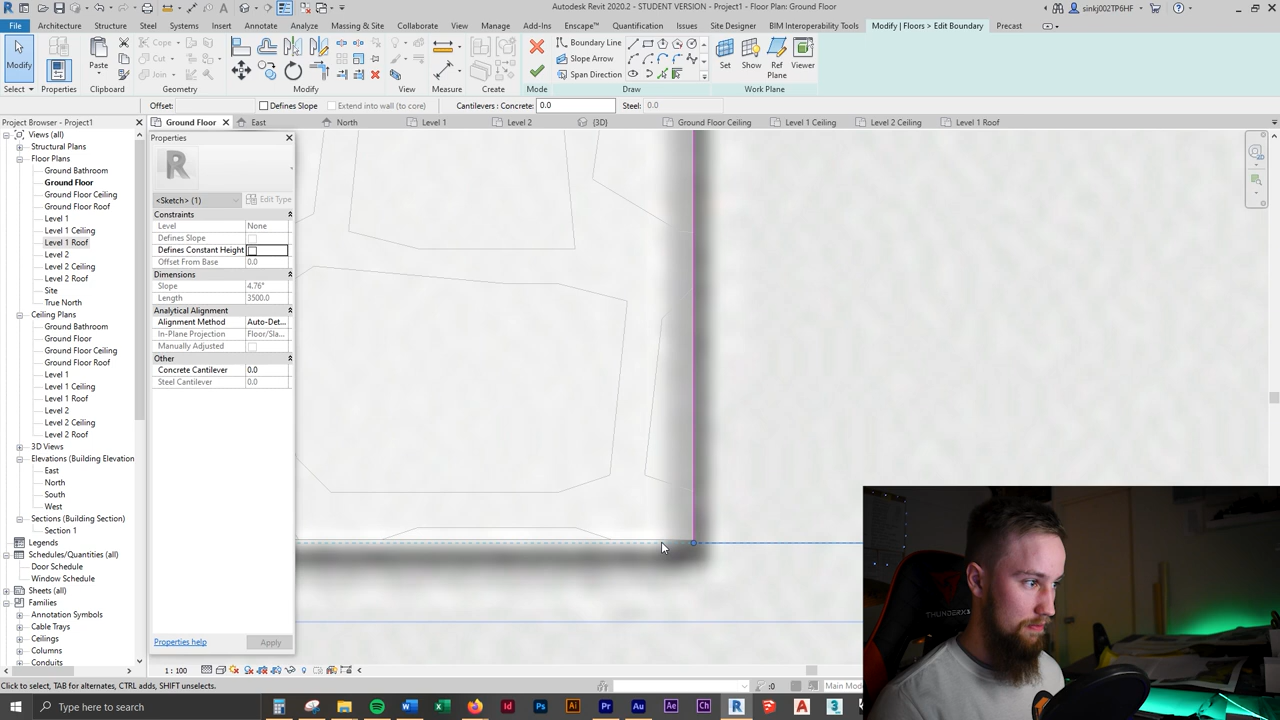 Autodesk Revit 2020.2 - STUDENT VERSION - Project1 - Floor Plan: Ground Floor
sinkj002TP6HF
File
Architecture
Structure
Steel
Systems
Insert
Annotate
Analyze
Massing & Site
Collaborate
View
Manage
Add-Ins
Enscape™
Quantification
Issues
Site Designer
BIM Interoperability Tools
Modify | Floors > Edit Boundary
Precast
Modify
Paste
Cope
Cut
Join
Boundary Line
Slope Arrow
Span Direction
Set
Show
Ref
Plane
Viewer
Select
Properties
Clipboard
Geometry
Modify
View
Measure
Create
Mode
Draw
Work Plane
Offset:
Defines Slope
Extend into wall (to core)
Cantilevers : Concrete: 0.0
Steel: 0.0
Project Browser - Project1
Ground Floor
East
North
Level 1
Level 2
{3D}
Ground Floor Ceiling
Level 1 Ceiling
Level 2 Ceiling
Level 1 Roof
Views (all)
Structural Plans
Floor Plans
Ground Bathroom
Ground Floor
Ground Floor Ceiling
Ground Floor Roof
Level 1
Level 1 Ceiling
Level 1 Roof
Level 2
Level 2 Ceiling
Level 2 Roof
Site
True North
Ceiling Plans
Ground Bathroom
Ground Floor
Ground Floor Ceiling
Ground Floor Roof
Level 1
Level 1 Ceiling
Level 1 Roof
Level 2
Level 2 Ceiling
Level 2 Roof
3D Views
Elevations (Building Elevation
East
North
South
West
Sections (Building Section)
Section 1
Legends
Schedules/Quantities (all)
Door Schedule
Window Schedule
Sheets (all)
Families
Annotation Symbols
Cable Trays
Ceilings
Columns
Conduits
Properties
R
<Sketch> (1)
Edit Type
Constraints
Level None
Defines Slope
Defines Constant Height
Offset From Base 0.0
Dimensions
Slope 4.76°
Length 3500.0
Analytical Alignment
Alignment Method Auto-Det...
In-Plane Projection Floor/Sla...
Manually Adjusted
Other
Concrete Cantilever 0.0
Steel Cantilever 0.0
Properties help
Apply
1 : 100
Click to select, TAB for alternates, CTRL adds, SHIFT unselects.
:0
Main Mod
THUNDERX3
Type here to search